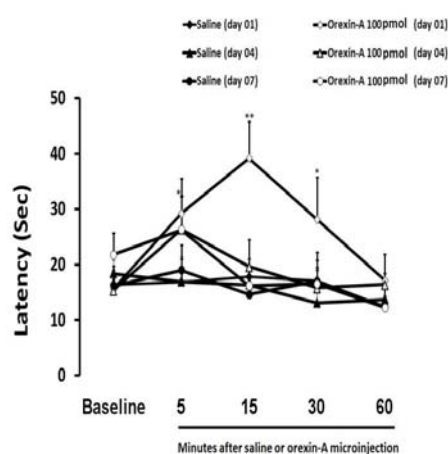 Saline (day 01) Orexin-A 100pmol (day 01)
Saline (day 04) Orexin-A 100pmol (day 04)
Saline (day 07) Orexin-A 100pmol (day 07)
Latency (Sec)
50
40
30
20
10
0
*
**
*
Baseline 5 15 30 60
Minutes after saline or orexin-A microinjection